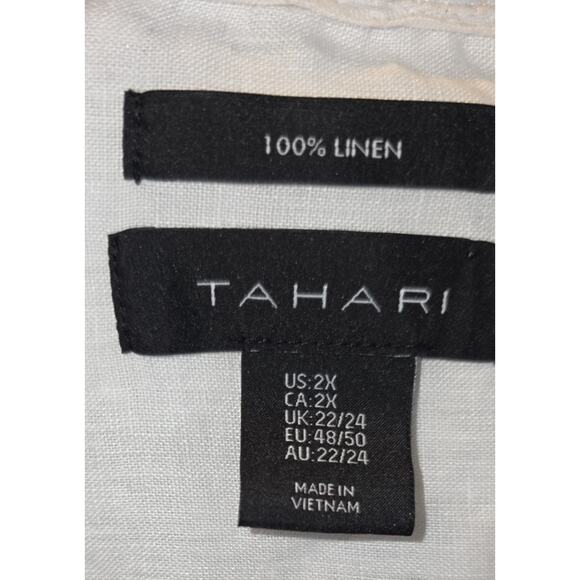 100% LINEN
TAHARI
US:2X
CA:2X
UK:22/24
EU:48/50
AU:22/24
MADE IN
VIETNAM